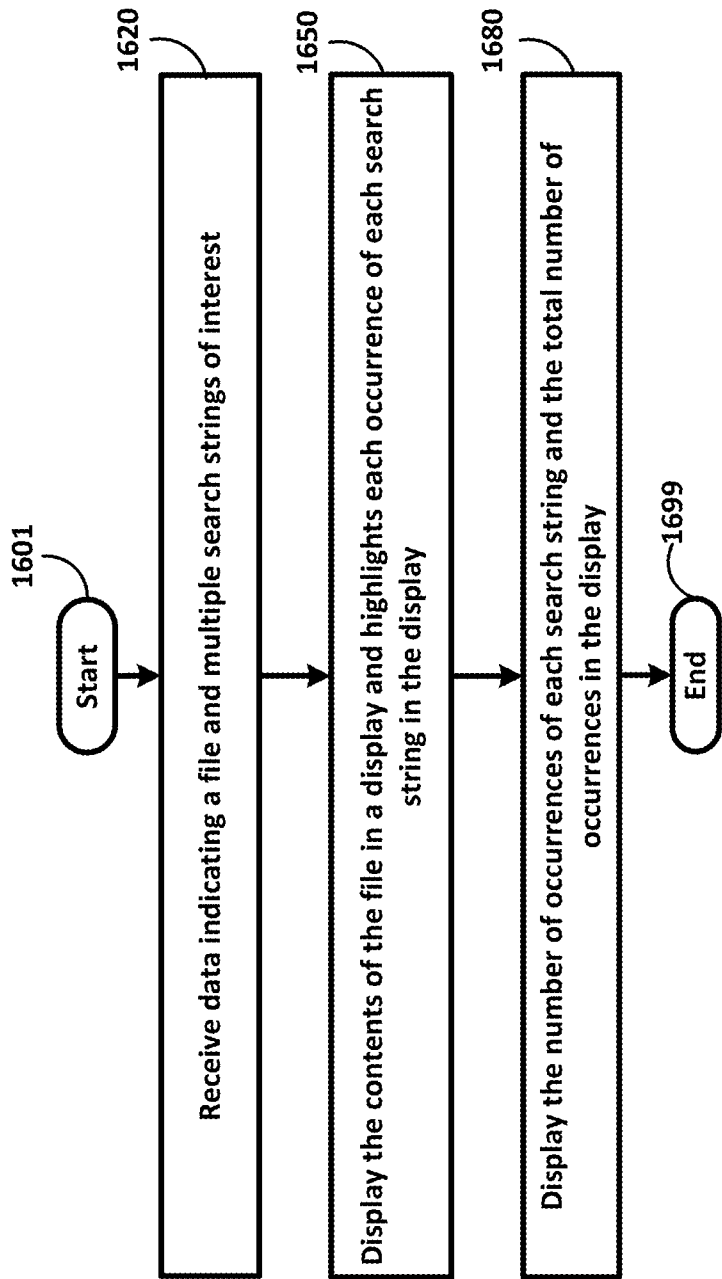 1601
Start
1620
Receive data indicating a file and multiple search strings of interest
1650
Display the contents of the file in a display and highlights each occurrence of each search
string in the display
1680
Display the number of occurrences of each search string and the total number of
occurrences in the display
1699
End